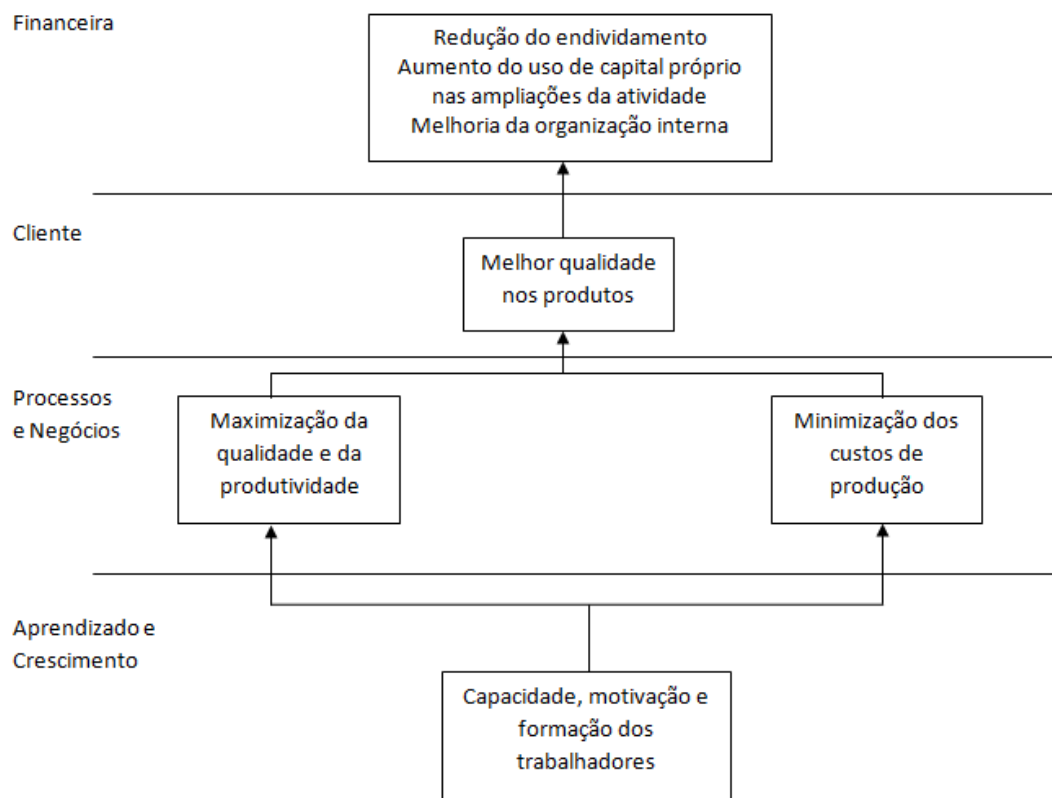 Financeira
Redução do endividamento
Aumento do uso de capital próprio
nas ampliações da atividade
Melhoria da organização interna
Cliente
Melhor qualidade
nos produtos
Processos
e Negócios
Maximização da
qualidade e da
produtividade
Minimização dos
custos de
produção
Aprendizado e
Crescimento
Capacidade, motivação e
formação dos
trabalhadores